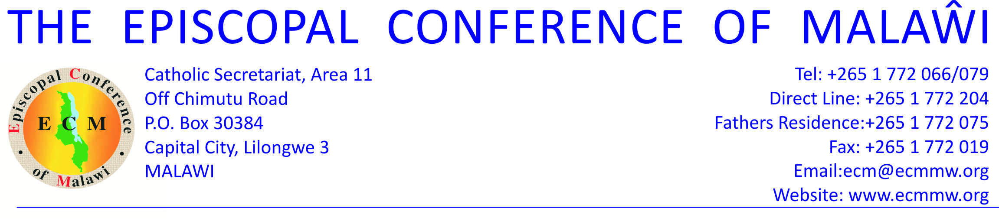 THE EPISCOPAL CONFERENCE OF MALAŴI
Episcopal Conference
of Malawi
E C M
Catholic Secretariat, Area 11
Off Chimutu Road
P.O. Box 30384
Capital City, Lilongwe 3
MALAWI
Tel: +265 1 772 066/079
Direct Line: +265 1 772 204
Fathers Residence:+265 1 772 075
Fax: +265 1 772 019
Email:ecm@ecmmw.org
Website: www.ecmmw.org